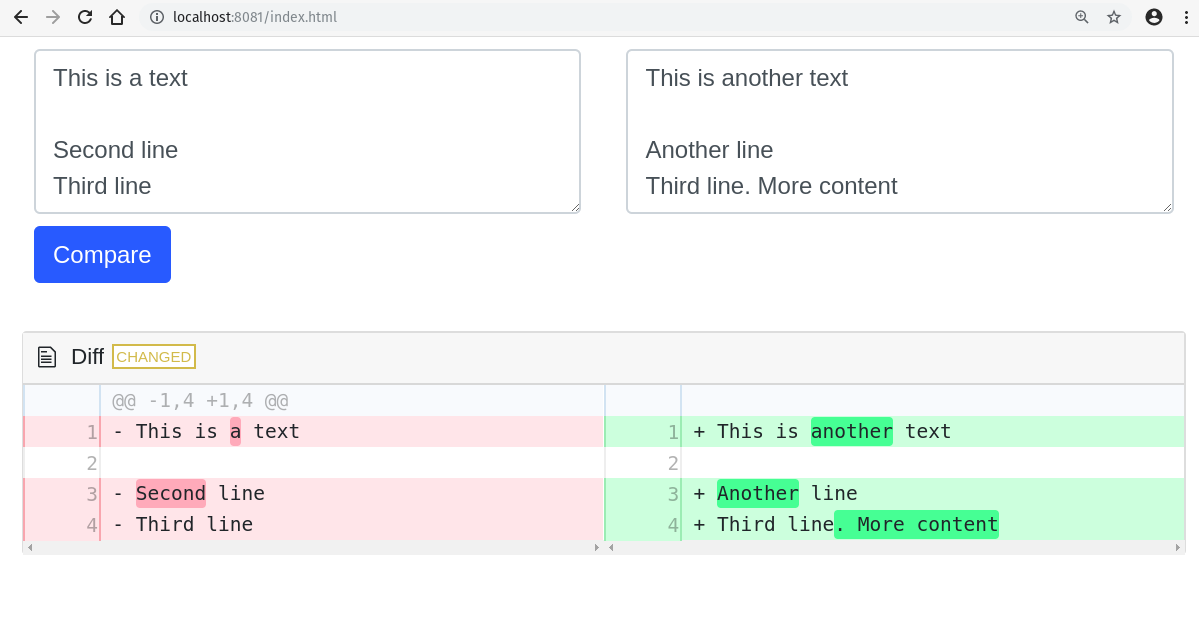 localhost:8081/index.html
This is a text
Second line
Third line
This is another text
Another line
Third line. More content
Compare
Diff CHANGED
@@ -1,4 +1,4 @@
1 - This is a text
2
3 - Second line
4 - Third line
1 + This is another text
2
3 + Another line
4 + Third line. More content